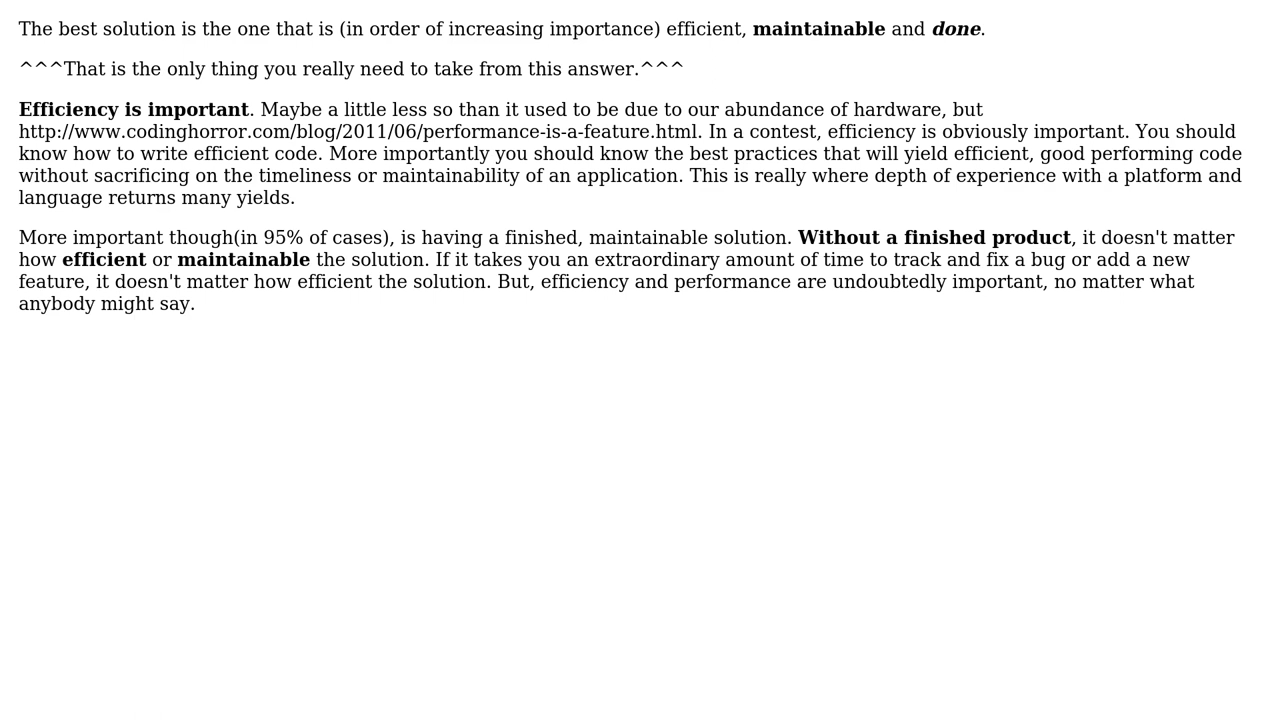 The best solution is the one that is (in order of increasing importance) efficient, maintainable and done.
^^^That is the only thing you really need to take from this answer.^^^
Efficiency is important. Maybe a little less so than it used to be due to our abundance of hardware, but
http://www.codinghorror.com/blog/2011/06/performance-is-a-feature.html. In a contest, efficiency is obviously important. You should
know how to write efficient code. More importantly you should know the best practices that will yield efficient, good performing code
without sacrificing on the timeliness or maintainability of an application. This is really where depth of experience with a platform and
language returns many yields.
More important though(in 95% of cases), is having a finished, maintainable solution. Without a finished product, it doesn't matter
how efficient or maintainable the solution. If it takes you an extraordinary amount of time to track and fix a bug or add a new
feature, it doesn't matter how efficient the solution. But, efficiency and performance are undoubtedly important, no matter what
anybody might say.